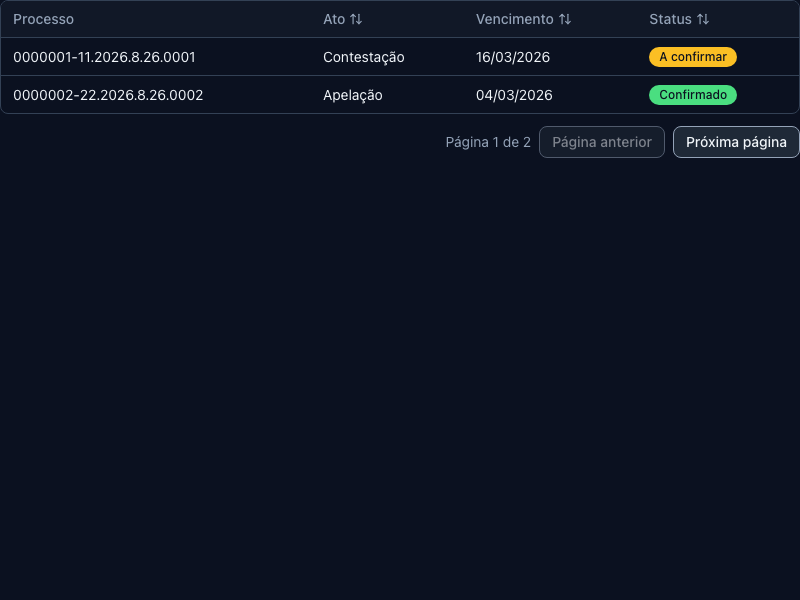 Processo Ato ↑↓ Vencimento ↑↓ Status ↑↓
0000001-11.2026.8.26.0001 Contestação 16/03/2026 A confirmar
0000002-22.2026.8.26.0002 Apelação 04/03/2026 Confirmado
Página 1 de 2 Página anterior Próxima página